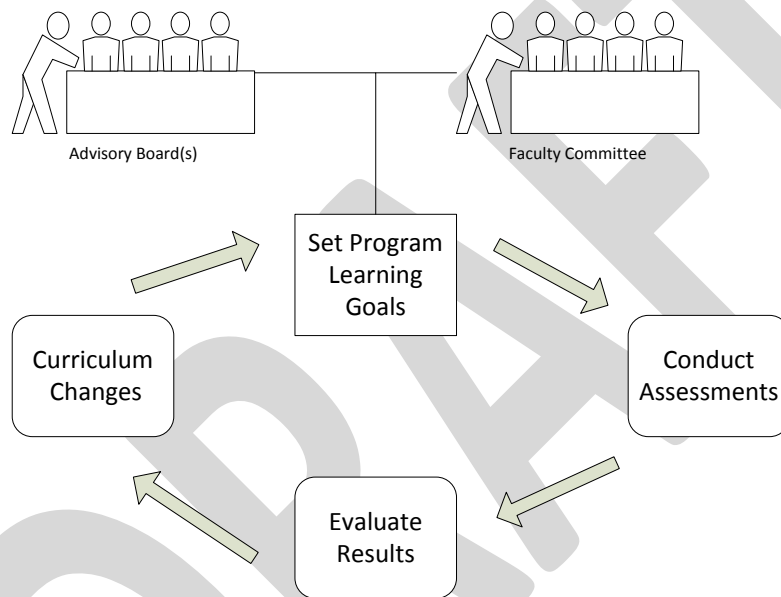 Advisory Board(s)
Faculty Committee
Set Program
Learning
Goals
Curriculum
Changes
Conduct
Assessments
Evaluate
Results
DRAFT